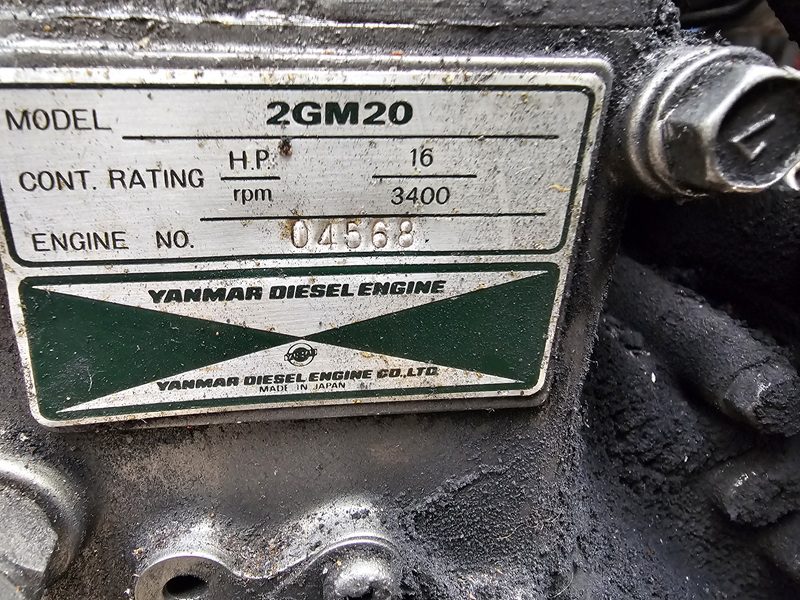 MODEL 2GM20
CONT. RATING H.P. 16
rpm 3400
ENGINE NO. 04568
YANMAR DIESEL ENGINE
YANMAR DIESEL ENGINE CO., LTD.
MADE IN JAPAN